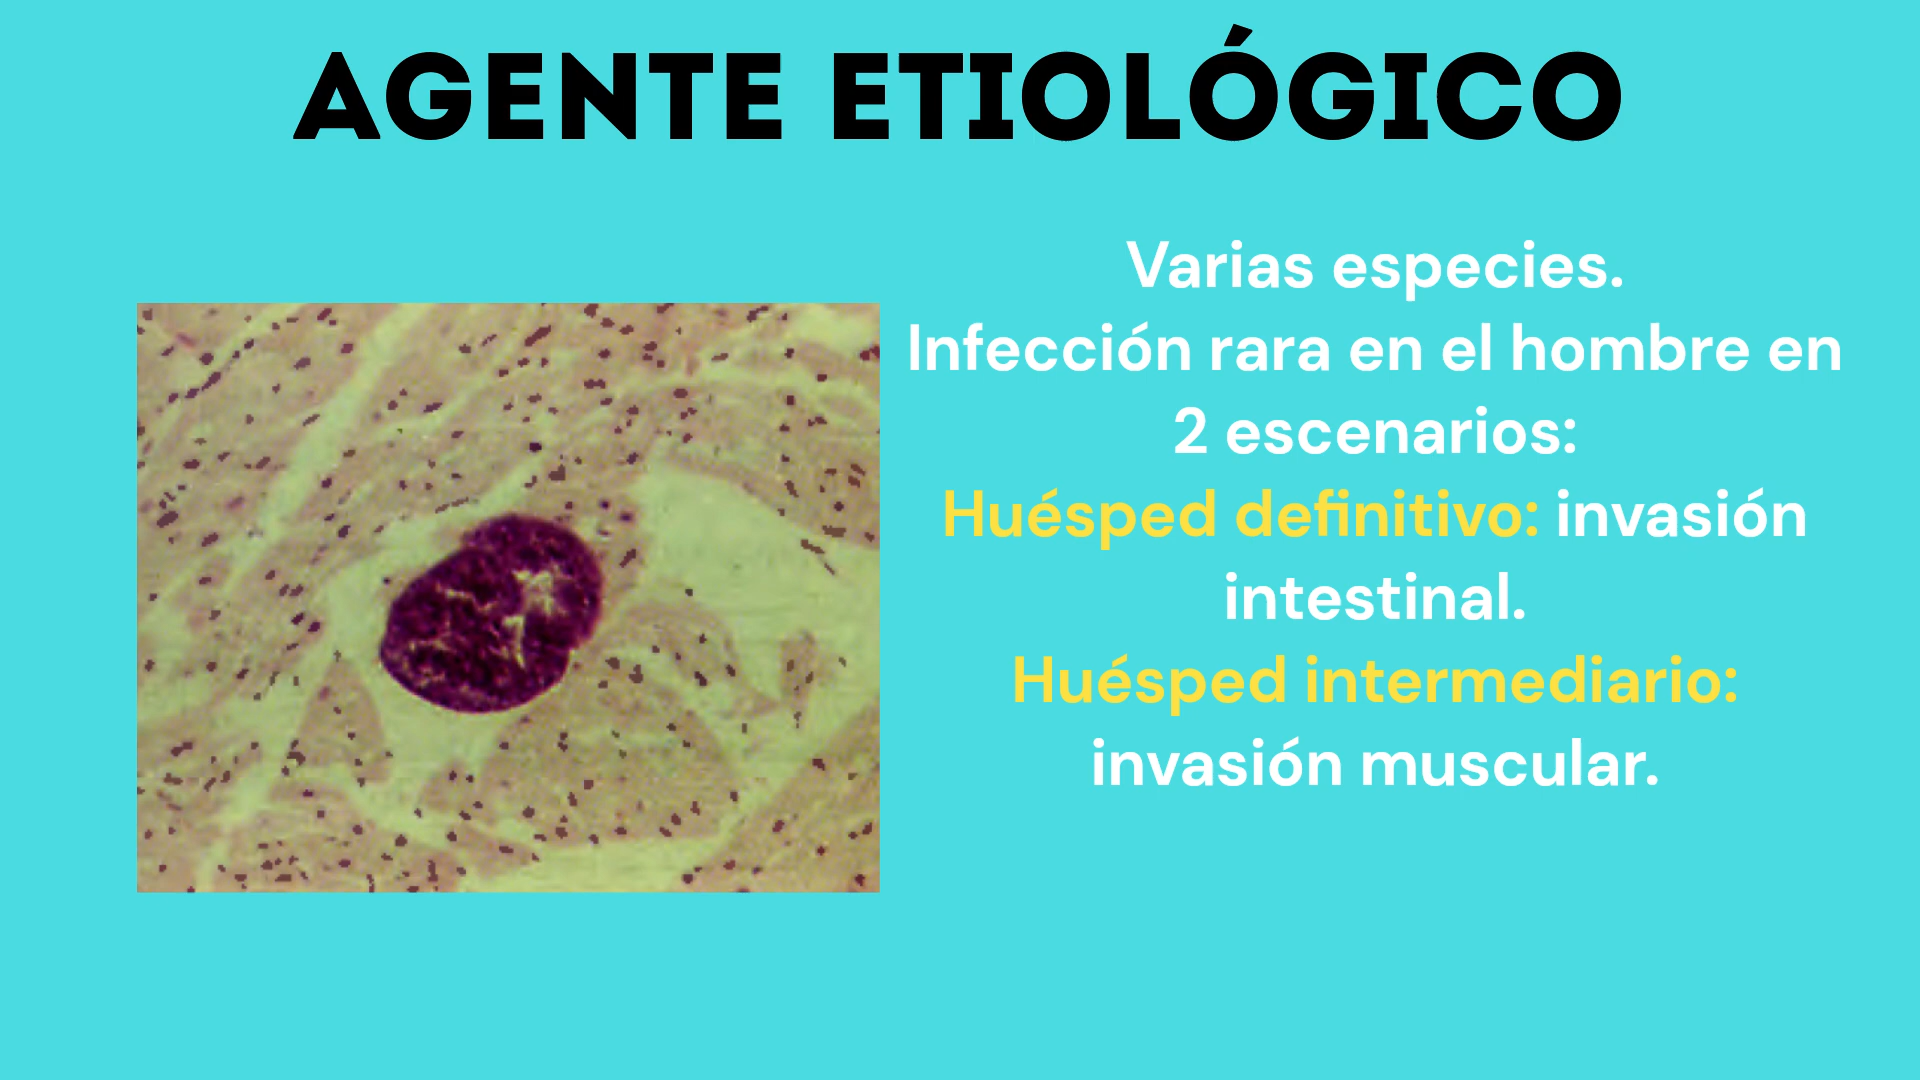 AGENTE ETIOLÓGICO
Varias especies.
Infección rara en el hombre en
2 escenarios:
Huésped definitivo: invasión
intestinal.
Huésped intermediario:
invasión muscular.